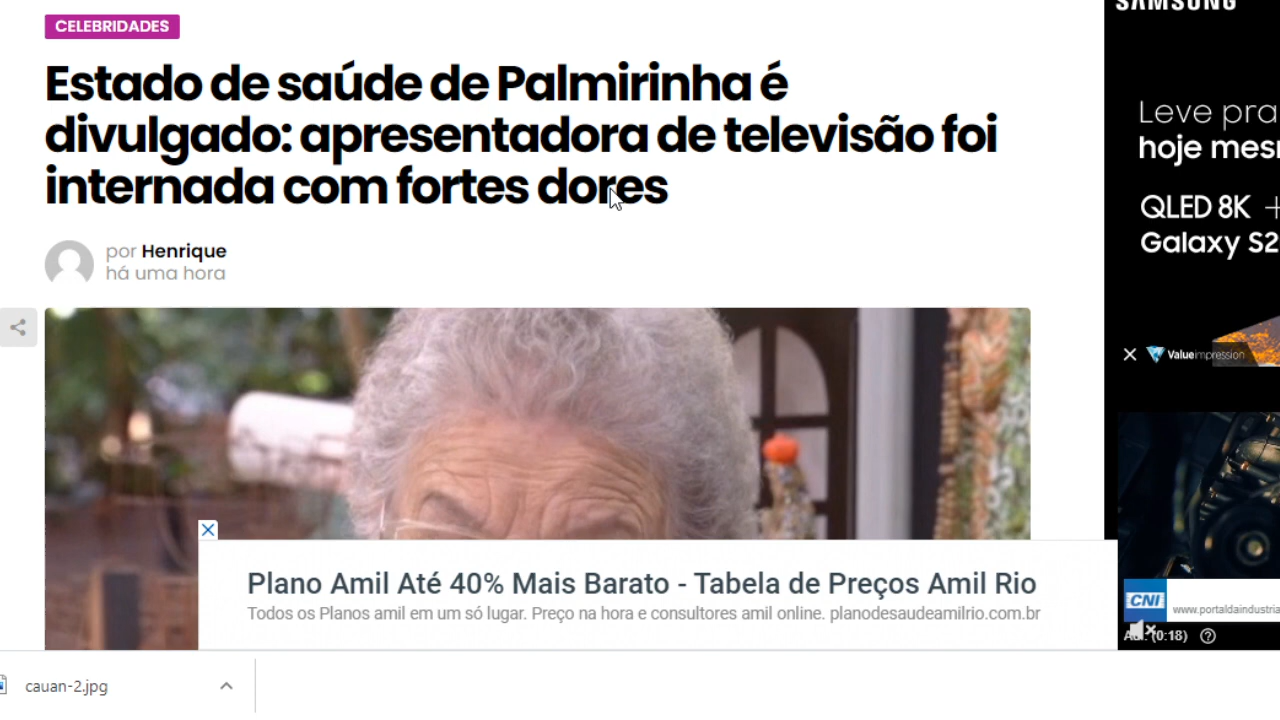 CELEBRIDADES
Estado de saúde de Palmirinha é
divulgado: apresentadora de televisão foi
internada com fortes dores
por Henrique
há uma hora
SAMSUNG
Leve pra
hoje
QLED 8K +
Galaxy S2
Valueimpression
Plano Amil Até 40% Mais Barato - Tabela de Preços Amil Rio
Todos os Planos amil em um só lugar. Preço na hora e consultores amil online. planodesaudeamilrio.com.br
CNI
www.portaldaindustria
(0:18)
cauan-2.jpg